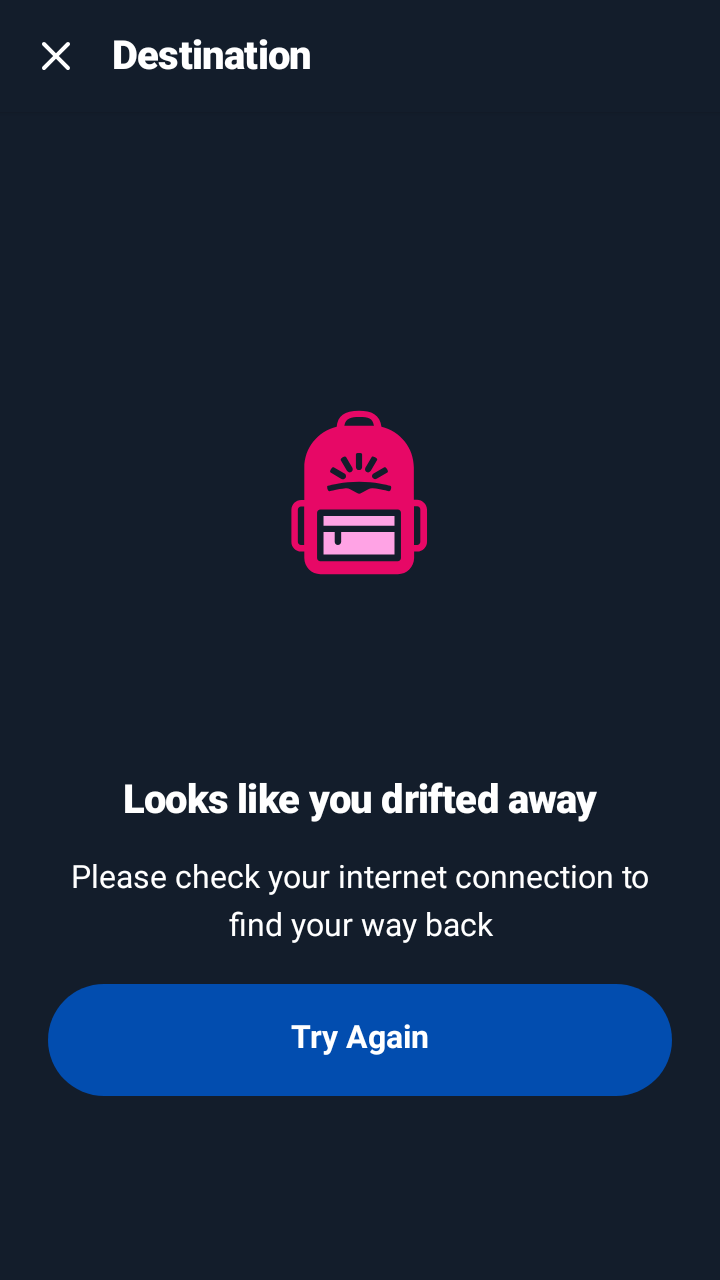 Destination
Looks like you drifted away
Please check your internet connection to
find your way back
Try Again